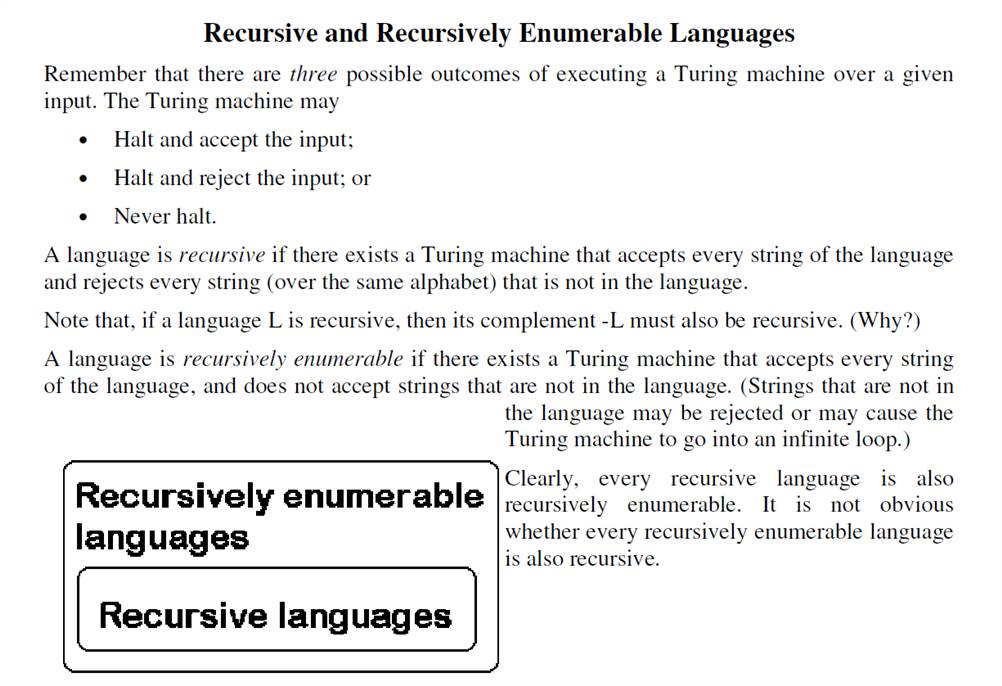 Recursive and Recursively Enumerable Languages
Remember that there are three possible outcomes of executing a Turing machine over a given
input. The Turing machine may
• Halt and accept the input;
• Halt and reject the input; or
• Never halt.
A language is recursive if there exists a Turing machine that accepts every string of the language
and rejects every string (over the same alphabet) that is not in the language.
Note that, if a language L is recursive, then its complement -L must also be recursive. (Why?)
A language is recursively enumerable if there exists a Turing machine that accepts every string
of the language, and does not accept strings that are not in the language. (Strings that are not in
the language may be rejected or may cause the
Turing machine to go into an infinite loop.)
Clearly, every recursive language is also
recursively enumerable. It is not obvious
whether every recursively enumerable language
is also recursive.
Recursively enumerable
languages
Recursive languages